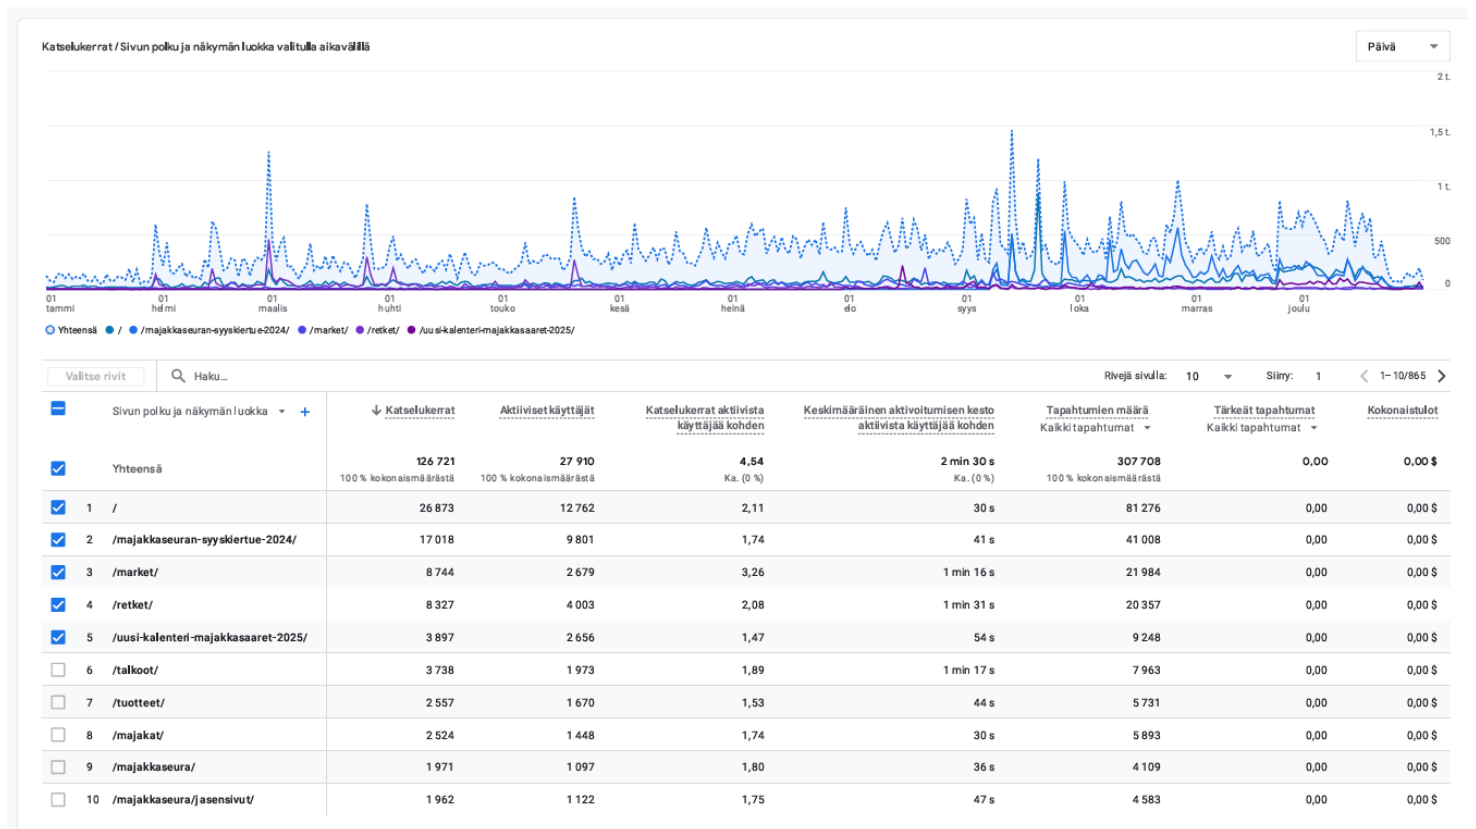 Katselukerrat / Sivun polku ja näkymän luokka valitulla aikavälillä
Päivä
2 t.
1,5 t.
1 t.
500
0
01 tammi
01 helmi
01 maalis
01 huhti
01 touko
01 kesä
01 heinä
01 elo
01 syys
01 loka
01 marras
01 joulu
Yhteensä / /majakkaseuran-syyskiertue-2024/ /market/ /retket/ /uusi-kalenteri-majakkasaaret-2025/
Valitse rivit Haku... Rivejä sivulla: 10 Siirry: 1 1–10/865
Sivun polku ja näkymän luokka +
Katselukerrat
Aktiiviset käyttäjät
Katselukerrat aktiivista
käyttäjää kohden
Keskimääräinen aktivoitumisen kesto
aktiivista käyttäjää kohden
Tapahtumien määrä
Kaikki tapahtumat
Tärkeät tapahtumat
Kaikki tapahtumat
Kokonaistulot
Yhteensä 126 721 27 910 4,54 2 min 30 s 307 708 0,00 0,00 $
100 % kokonaismäärästä 100 % kokonaismäärästä Ka. (0 %) Ka. (0 %) 100 % kokonaismäärästä
1 / 26 873 12 762 2,11 30 s 81 276 0,00 0,00 $
2 /majakkaseuran-syyskiertue-2024/ 17 018 9 801 1,74 41 s 41 008 0,00 0,00 $
3 /market/ 8 744 2 679 3,26 1 min 16 s 21 984 0,00 0,00 $
4 /retket/ 8 327 4 003 2,08 1 min 31 s 20 357 0,00 0,00 $
5 /uusi-kalenteri-majakkasaaret-2025/ 3 897 2 656 1,47 54 s 9 248 0,00 0,00 $
6 /talkoot/ 3 738 1 973 1,89 1 min 17 s 7 963 0,00 0,00 $
7 /tuotteet/ 2 557 1 670 1,53 44 s 5 731 0,00 0,00 $
8 /majakat/ 2 524 1 448 1,74 30 s 5 893 0,00 0,00 $
9 /majakkaseura/ 1 971 1 097 1,80 36 s 4 109 0,00 0,00 $
10 /majakkaseura/jasensivut/ 1 962 1 122 1,75 47 s 4 583 0,00 0,00 $